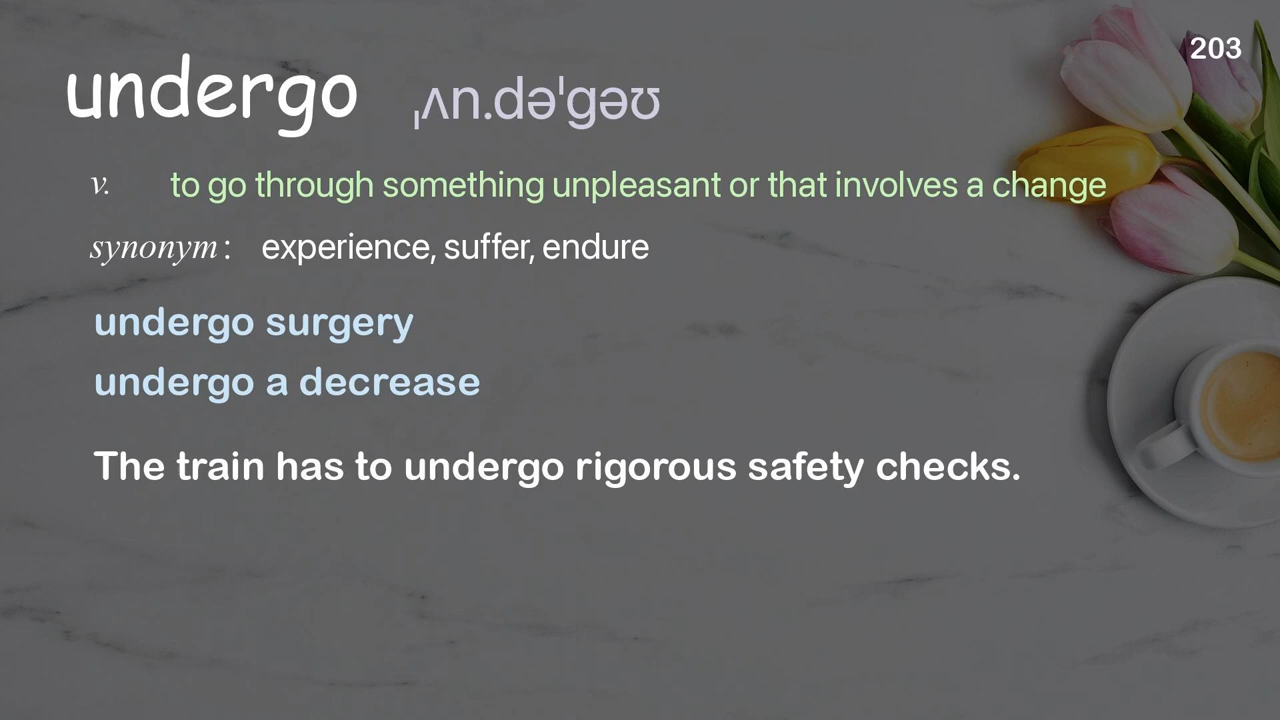 203
undergo ˌʌn.dəˈɡəʊ
v. to go through something unpleasant or that involves a change
synonym : experience, suffer, endure
undergo surgery
undergo a decrease
The train has to undergo rigorous safety checks.